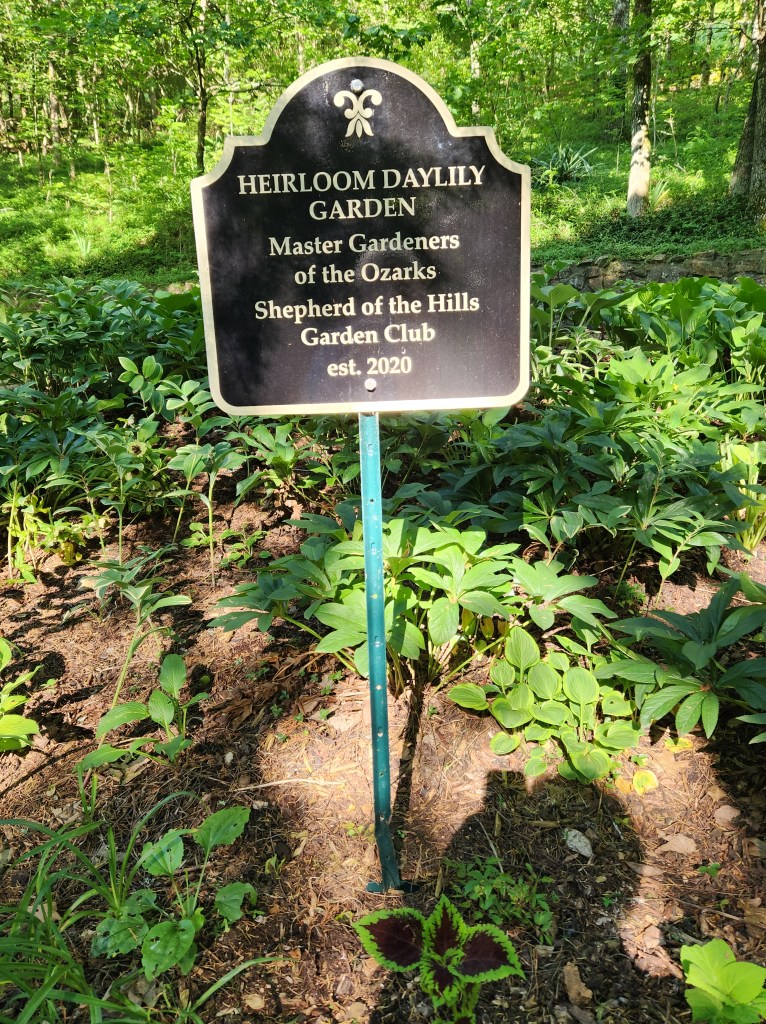 HEIRLOOM DAYLILY
GARDEN
Master Gardeners
of the Ozarks
Shepherd of the Hills
Garden Club
est. 2020